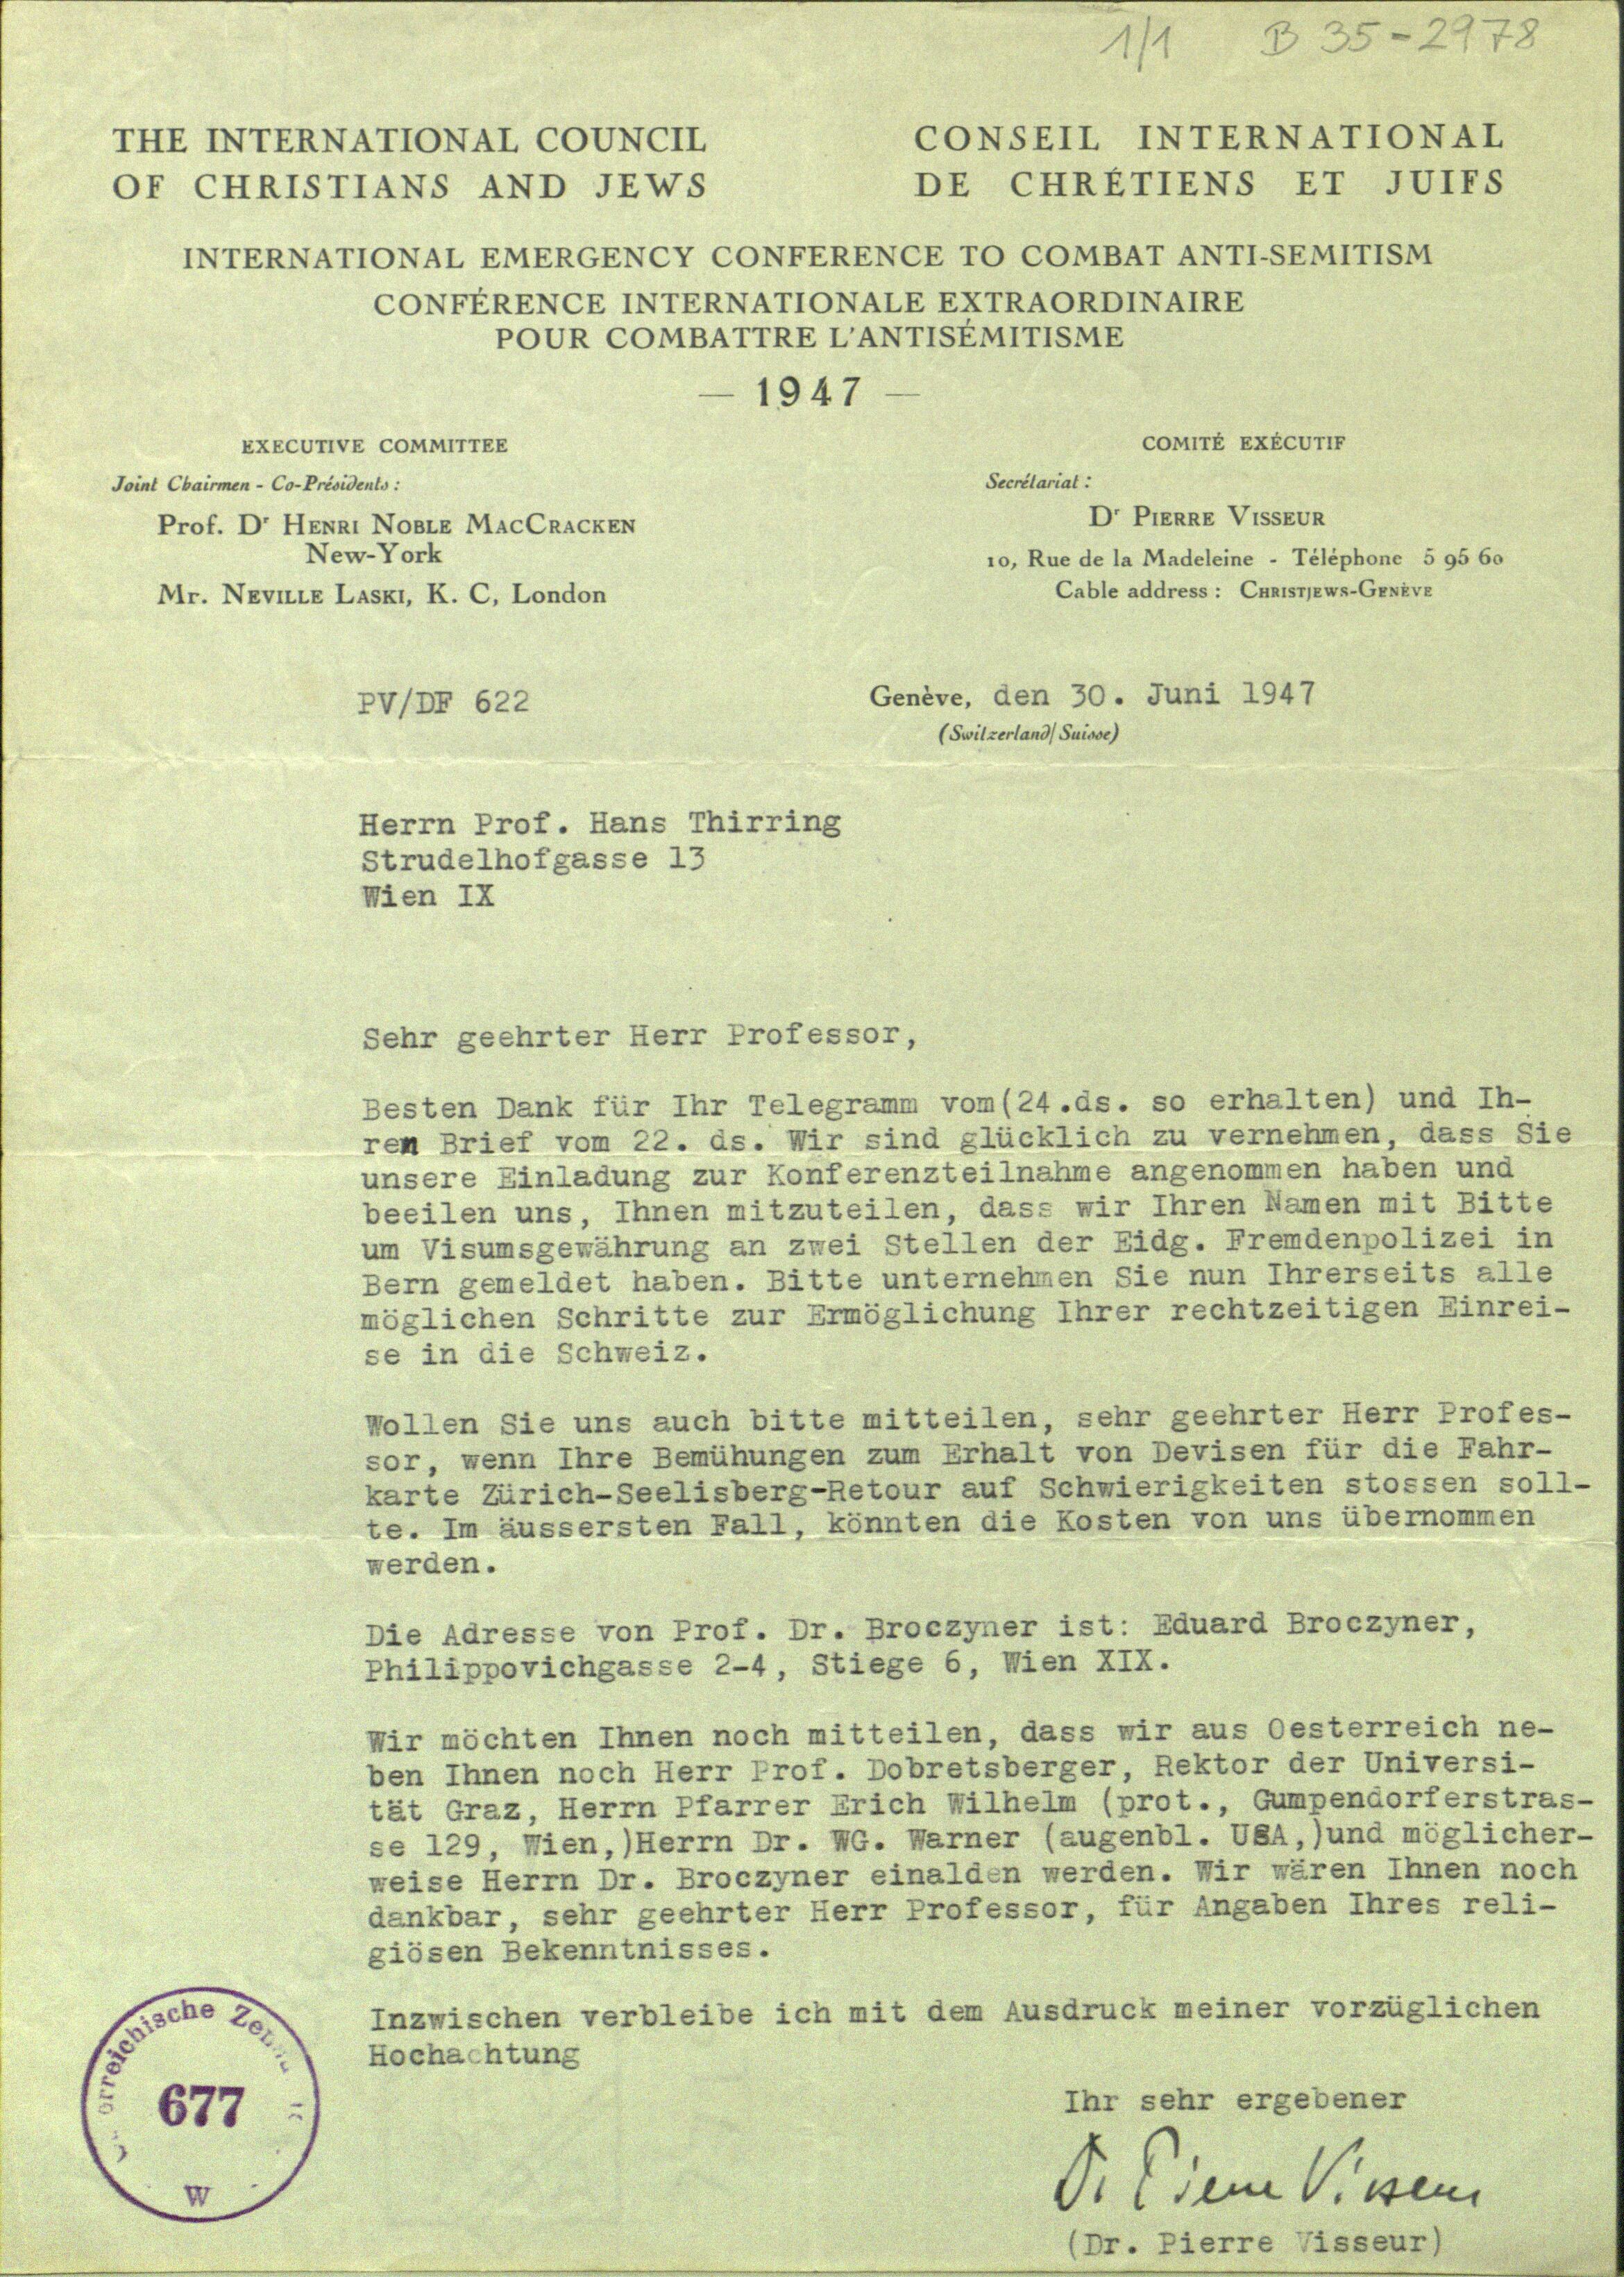 1/1 B 35-2978
THE INTERNATIONAL COUNCIL
OF CHRISTIANS AND JEWS
CONSEIL INTERNATIONAL
DE CHRÉTIENS ET JUIFS
INTERNATIONAL EMERGENCY CONFERENCE TO COMBAT ANTI-SEMITISM
CONFÉRENCE INTERNATIONALE EXTRAORDINAIRE
POUR COMBATTRE L'ANTISÉMITISME
— 1947 —
EXECUTIVE COMMITTEE
Joint Chairmen - Co-Présidents :
Prof. Dr HENRI NOBLE MACCRACKEN
New-York
Mr. NEVILLE LASKI, K. C, London
COMITÉ EXÉCUTIF
Secrétariat :
Dr PIERRE VISSEUR
10, Rue de la Madeleine - Téléphone 5 95 60
Cable address : CHRISTJEWS-GENÈVE
PV/DF 622
Genève, den 30. Juni 1947
(Switzerland/Suisse)
Herrn Prof. Hans Thirring
Strudelhofgasse 13
Wien IX
Sehr geehrter Herr Professor,
Besten Dank für Ihr Telegramm vom(24.ds. so erhalten) und Ih-
ren Brief vom 22. ds. Wir sind glücklich zu vernehmen, dass Sie
unsere Einladung zur Konferenzteilnahme angenommen haben und
beeilen uns, Ihnen mitzuteilen, dass wir Ihren Namen mit Bitte
um Visumsgewährung an zwei Stellen der Eidg. Fremdenpolizei in
Bern gemeldet haben. Bitte unternehmen Sie nun Ihrerseits alle
möglichen Schritte zur Ermöglichung Ihrer rechtzeitigen Einrei-
se in die Schweiz.
Wollen Sie uns auch bitte mitteilen, sehr geehrter Herr Profes-
sor, wenn Ihre Bemühungen zum Erhalt von Devisen für die Fahr-
karte Zürich-Seelisberg-Retour auf Schwierigkeiten stossen soll-
te. Im äussersten Fall, könnten die Kosten von uns übernommen
werden.
Die Adresse von Prof. Dr. Broczyner ist: Eduard Broczyner,
Philippovichgasse 2-4, Stiege 6, Wien XIX.
Wir möchten Ihnen noch mitteilen, dass wir aus Oesterreich ne-
ben Ihnen noch Herr Prof. Dobretsberger, Rektor der Universi-
tät Graz, Herrn Pfarrer Erich Wilhelm (prot., Gumpendorferstras-
se 129, Wien,)Herrn Dr. WG. Warner (augenbl. USA,)und möglicher-
weise Herrn Dr. Broczyner einalden werden. Wir wären Ihnen noch
dankbar, sehr geehrter Herr Professor, für Angaben Ihres reli-
giösen Bekenntnisses.
Inzwischen verbleibe ich mit dem Ausdruck meiner vorzüglichen
Hochachtung
Ihr sehr ergebener
Dr Pierre Visseur
(Dr. Pierre Visseur)
erreichische Zen
677
W